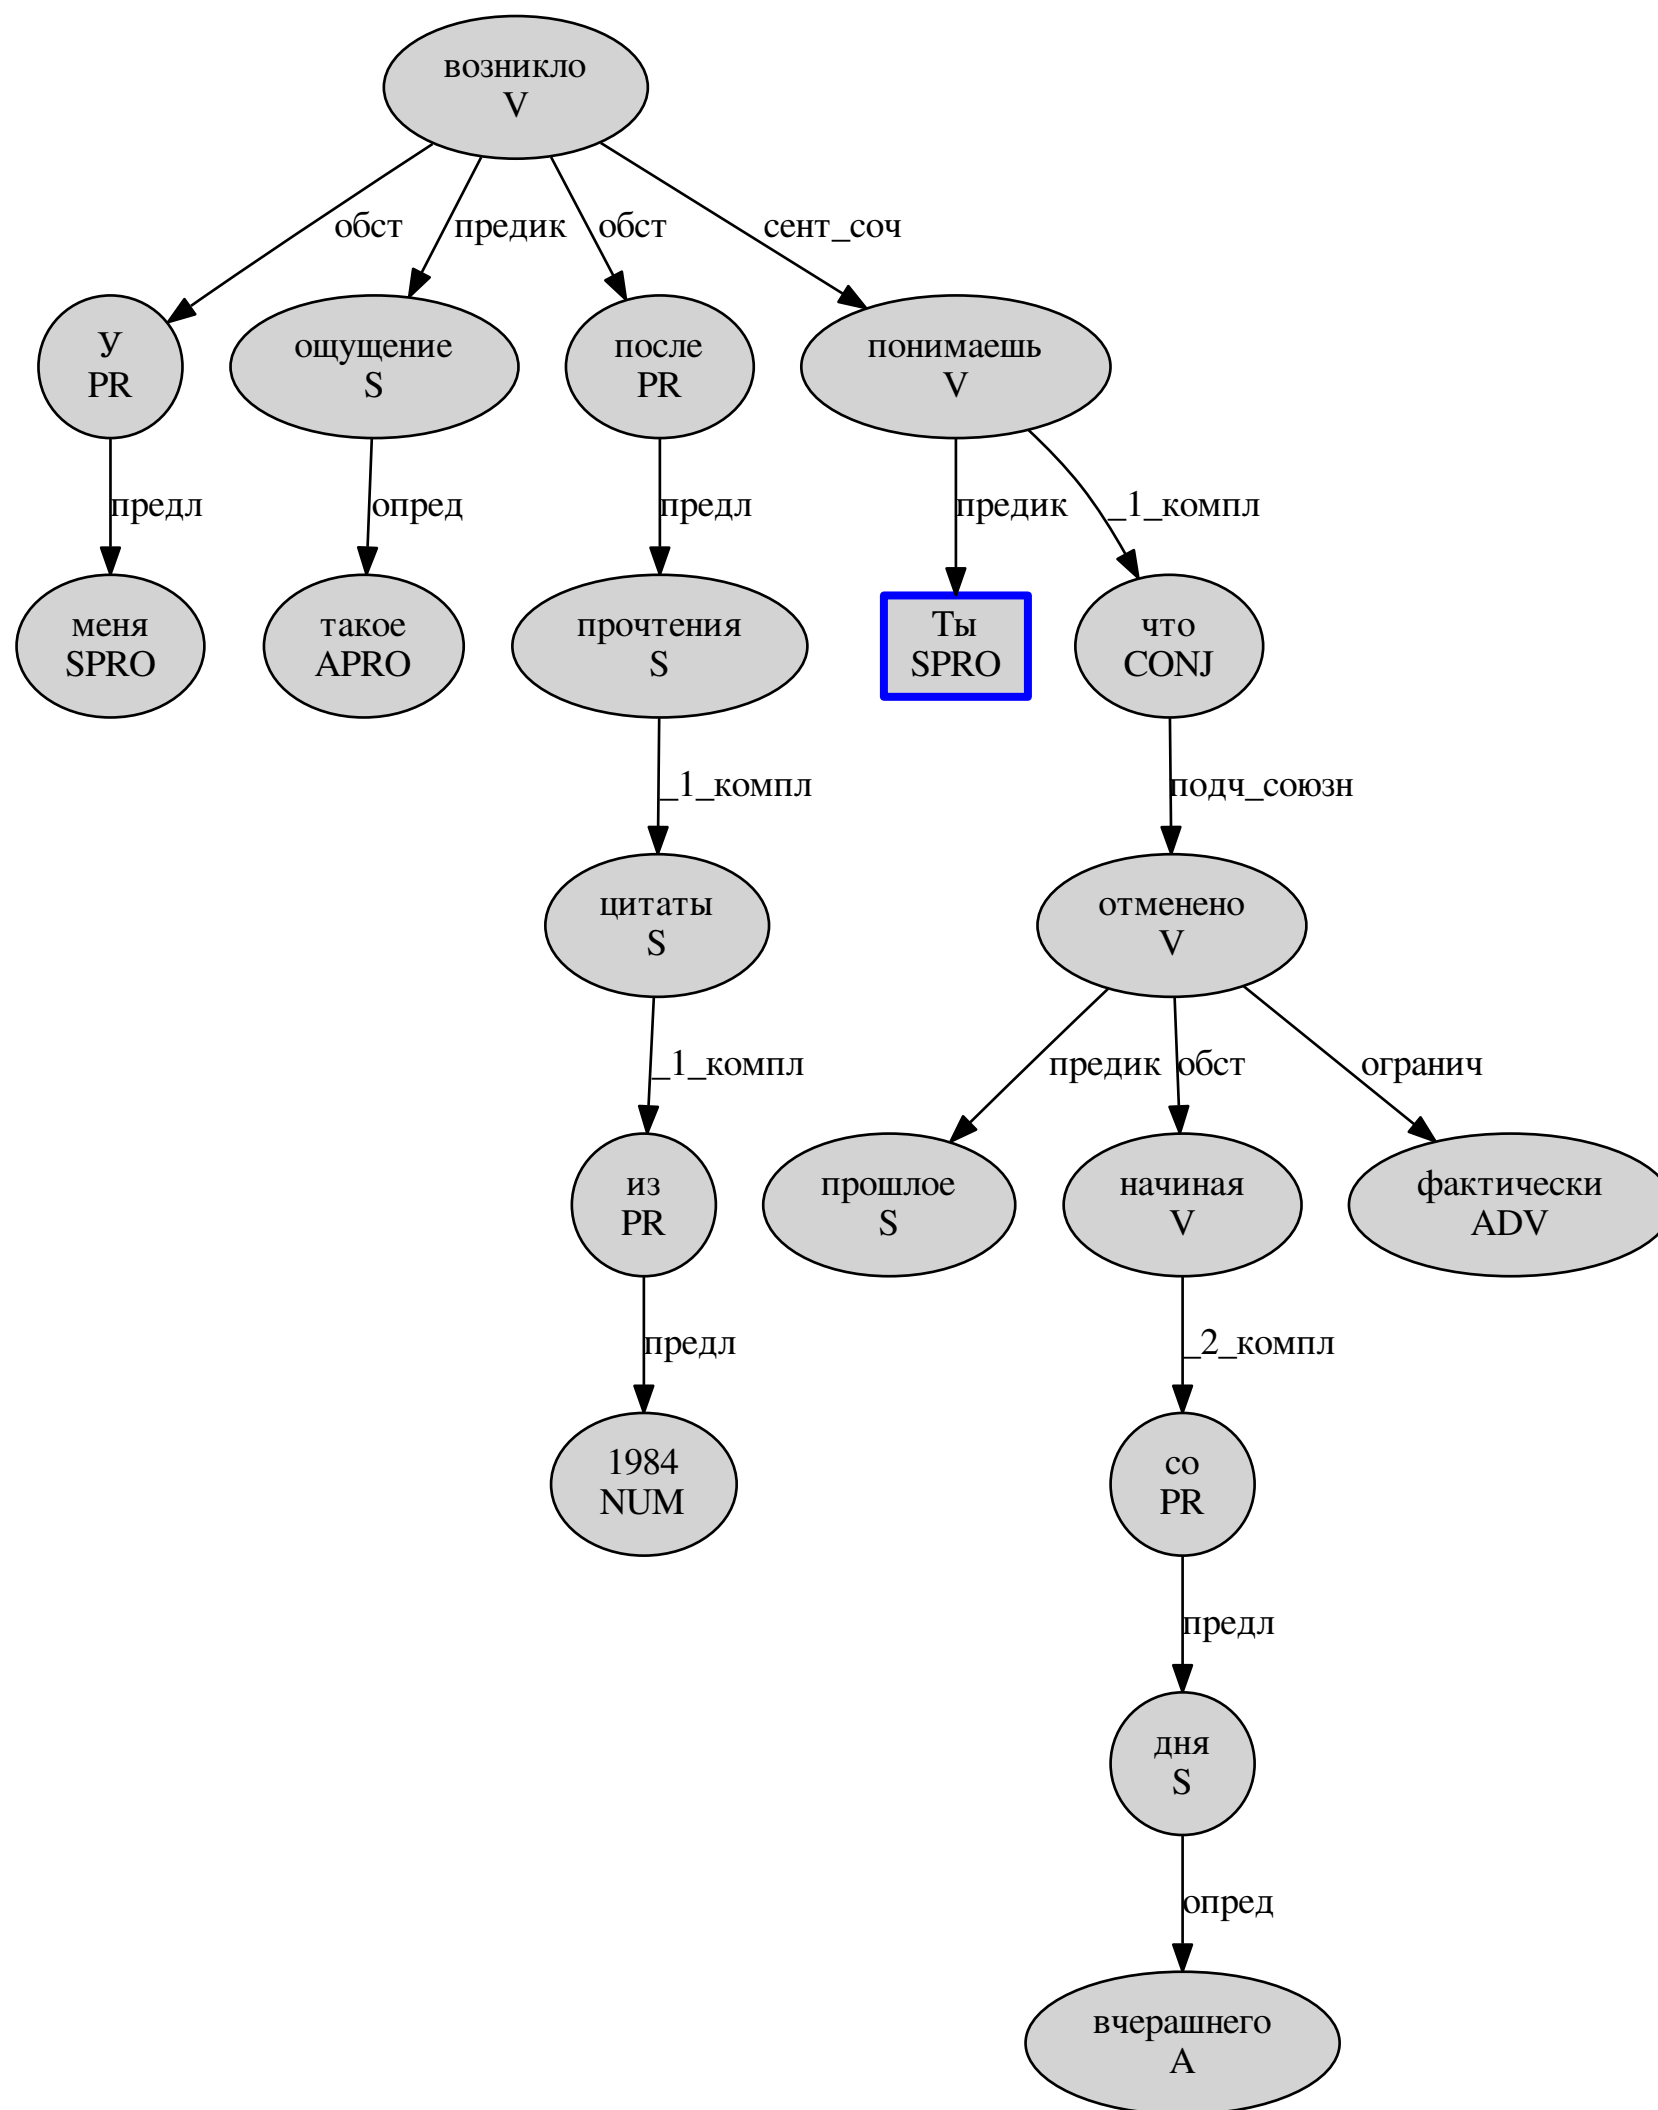 возникло
V
обст
предик
обст
сент_соч
У
PR
ощущение
S
после
PR
понимаешь
V
предл
опред
предл
предик
_1_компл
меня
SPRO
такое
APRO
прочтения
S
Ты
SPRO
что
CONJ
_1_компл
подч_союзн
цитаты
S
отменено
V
_1_компл
предик
обст
огранич
из
PR
прошлое
S
начиная
V
фактически
ADV
предл
_2_компл
1984
NUM
со
PR
предл
дня
S
опред
вчерашнего
A